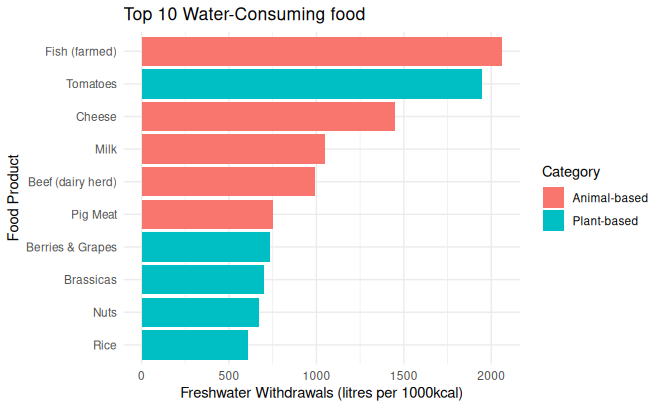 Top 10 Water-Consuming food
Food Product
Fish (farmed)
Tomatoes
Cheese
Milk
Beef (dairy herd)
Pig Meat
Berries & Grapes
Brassicas
Nuts
Rice
0 500 1000 1500 2000
Freshwater Withdrawals (litres per 1000kcal)
Category
Animal-based
Plant-based